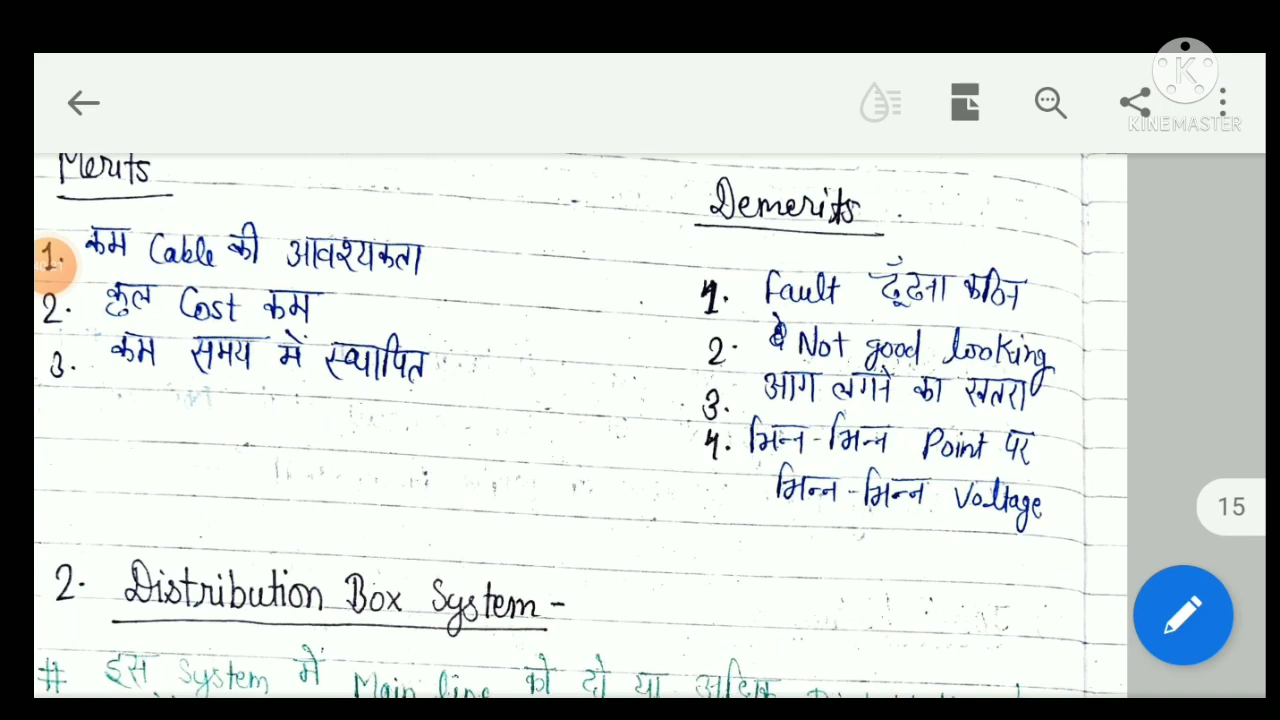 KINEMASTER
Merits
1. कम Cable की आवश्यकता
2. कुल Cost कम
3. कम समय में स्थापित
Demerits
1. Fault ढूँढना कठिन
2. Not good looking
3. आग लगने का खतरा
4. भिन्न-भिन्न Point पर
भिन्न-भिन्न Voltage
15
2. Distribution Box System -
# इस System में Main line को दो या अधिक